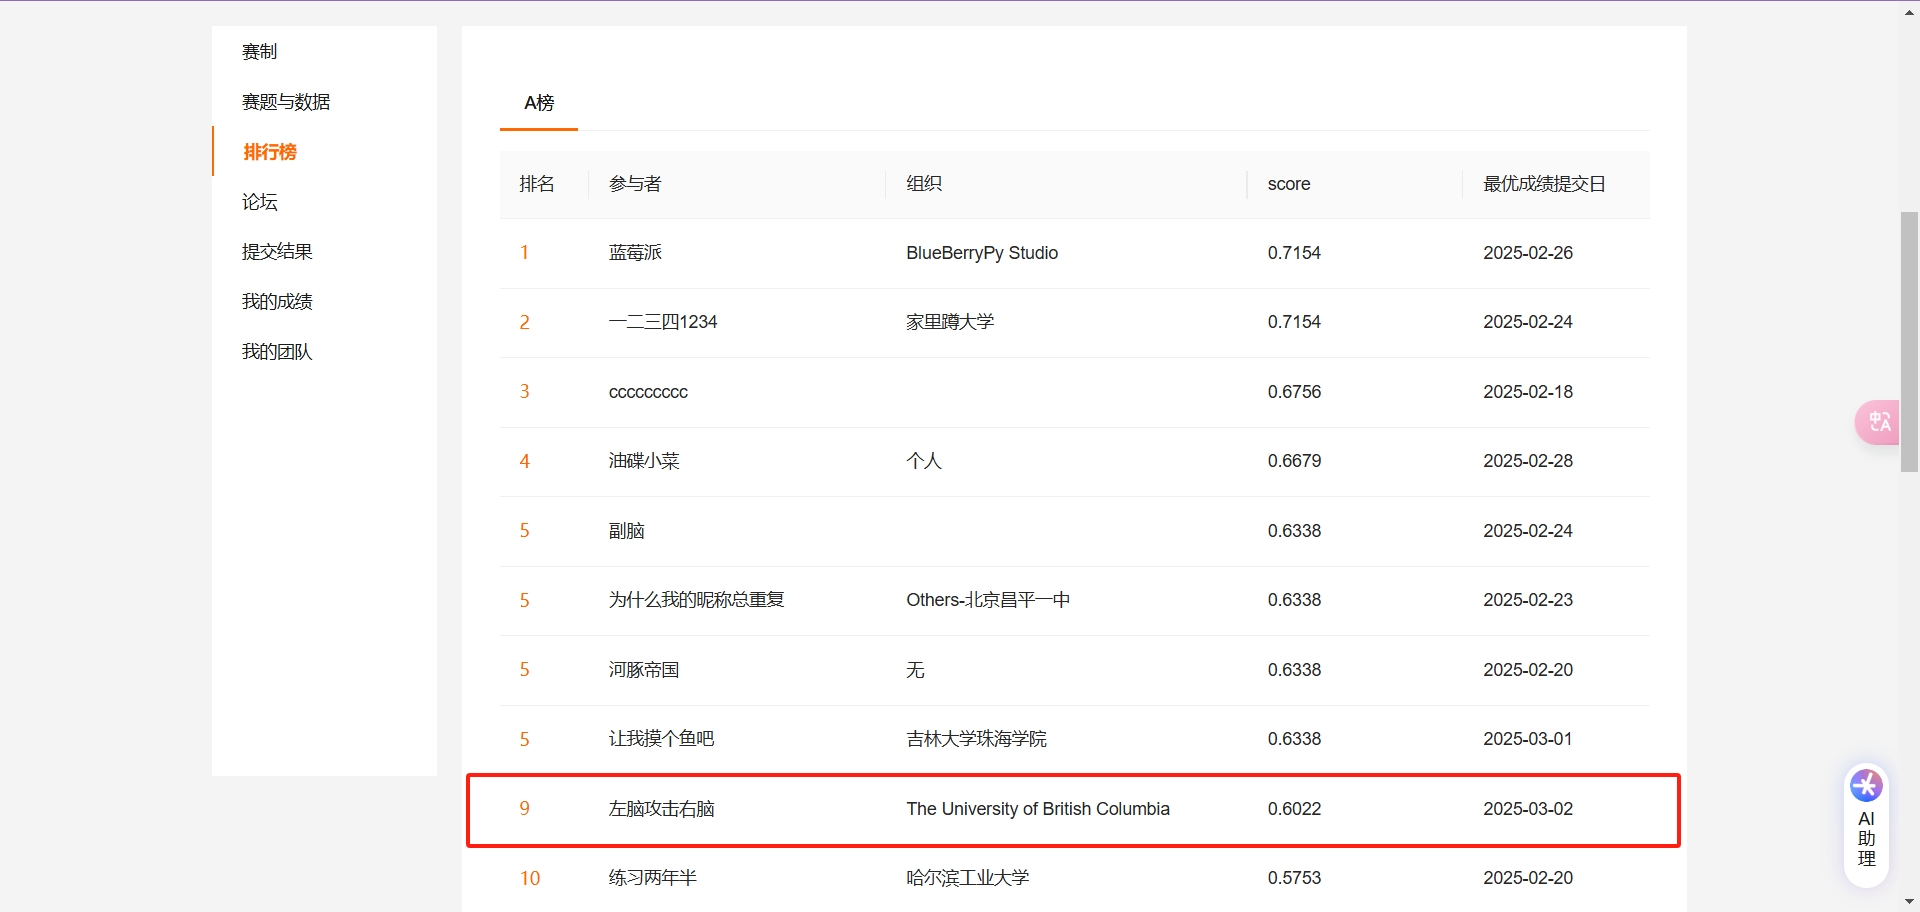 赛制
赛题与数据
排行榜
论坛
提交结果
我的成绩
我的团队
A榜
排名 参与者 组织 score 最优成绩提交日
1 蓝莓派 BlueBerryPy Studio 0.7154 2025-02-26
2 一二三四1234 家里蹲大学 0.7154 2025-02-24
3 ccccccccc 0.6756 2025-02-18
4 油碟小菜 个人 0.6679 2025-02-28
5 副脑 0.6338 2025-02-24
5 为什么我的昵称总重复 Others-北京昌平一中 0.6338 2025-02-23
5 河豚帝国 无 0.6338 2025-02-20
5 让我摸个鱼吧 吉林大学珠海学院 0.6338 2025-03-01
9 左脑攻击右脑 The University of British Columbia 0.6022 2025-03-02
10 练习两年半 哈尔滨工业大学 0.5753 2025-02-20
中A
AI
助
理